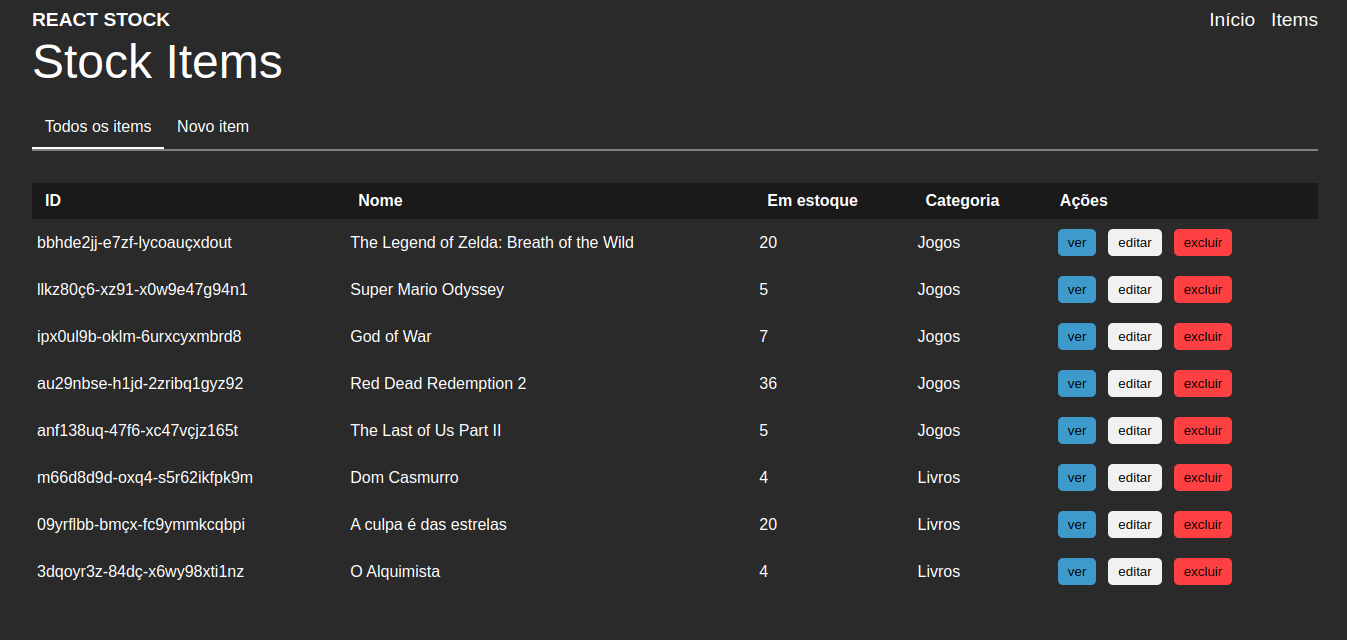 REACT STOCK Início Items
Stock Items
Todos os items Novo item
ID Nome Em estoque Categoria Ações
bbhde2jj-e7zf-lycoauçxdout The Legend of Zelda: Breath of the Wild 20 Jogos ver editar excluir
llkz80ç6-xz91-x0w9e47g94n1 Super Mario Odyssey 5 Jogos ver editar excluir
ipx0ul9b-oklm-6urxcyxmbrd8 God of War 7 Jogos ver editar excluir
au29nbse-h1jd-2zribq1gyz92 Red Dead Redemption 2 36 Jogos ver editar excluir
anf138uq-47f6-xc47vçjz165t The Last of Us Part II 5 Jogos ver editar excluir
m66d8d9d-oxq4-s5r62ikfpk9m Dom Casmurro 4 Livros ver editar excluir
09yrflbb-bmçx-fc9ymmkcqbpi A culpa é das estrelas 20 Livros ver editar excluir
3dqoyr3z-84dç-x6wy98xti1nz O Alquimista 4 Livros ver editar excluir